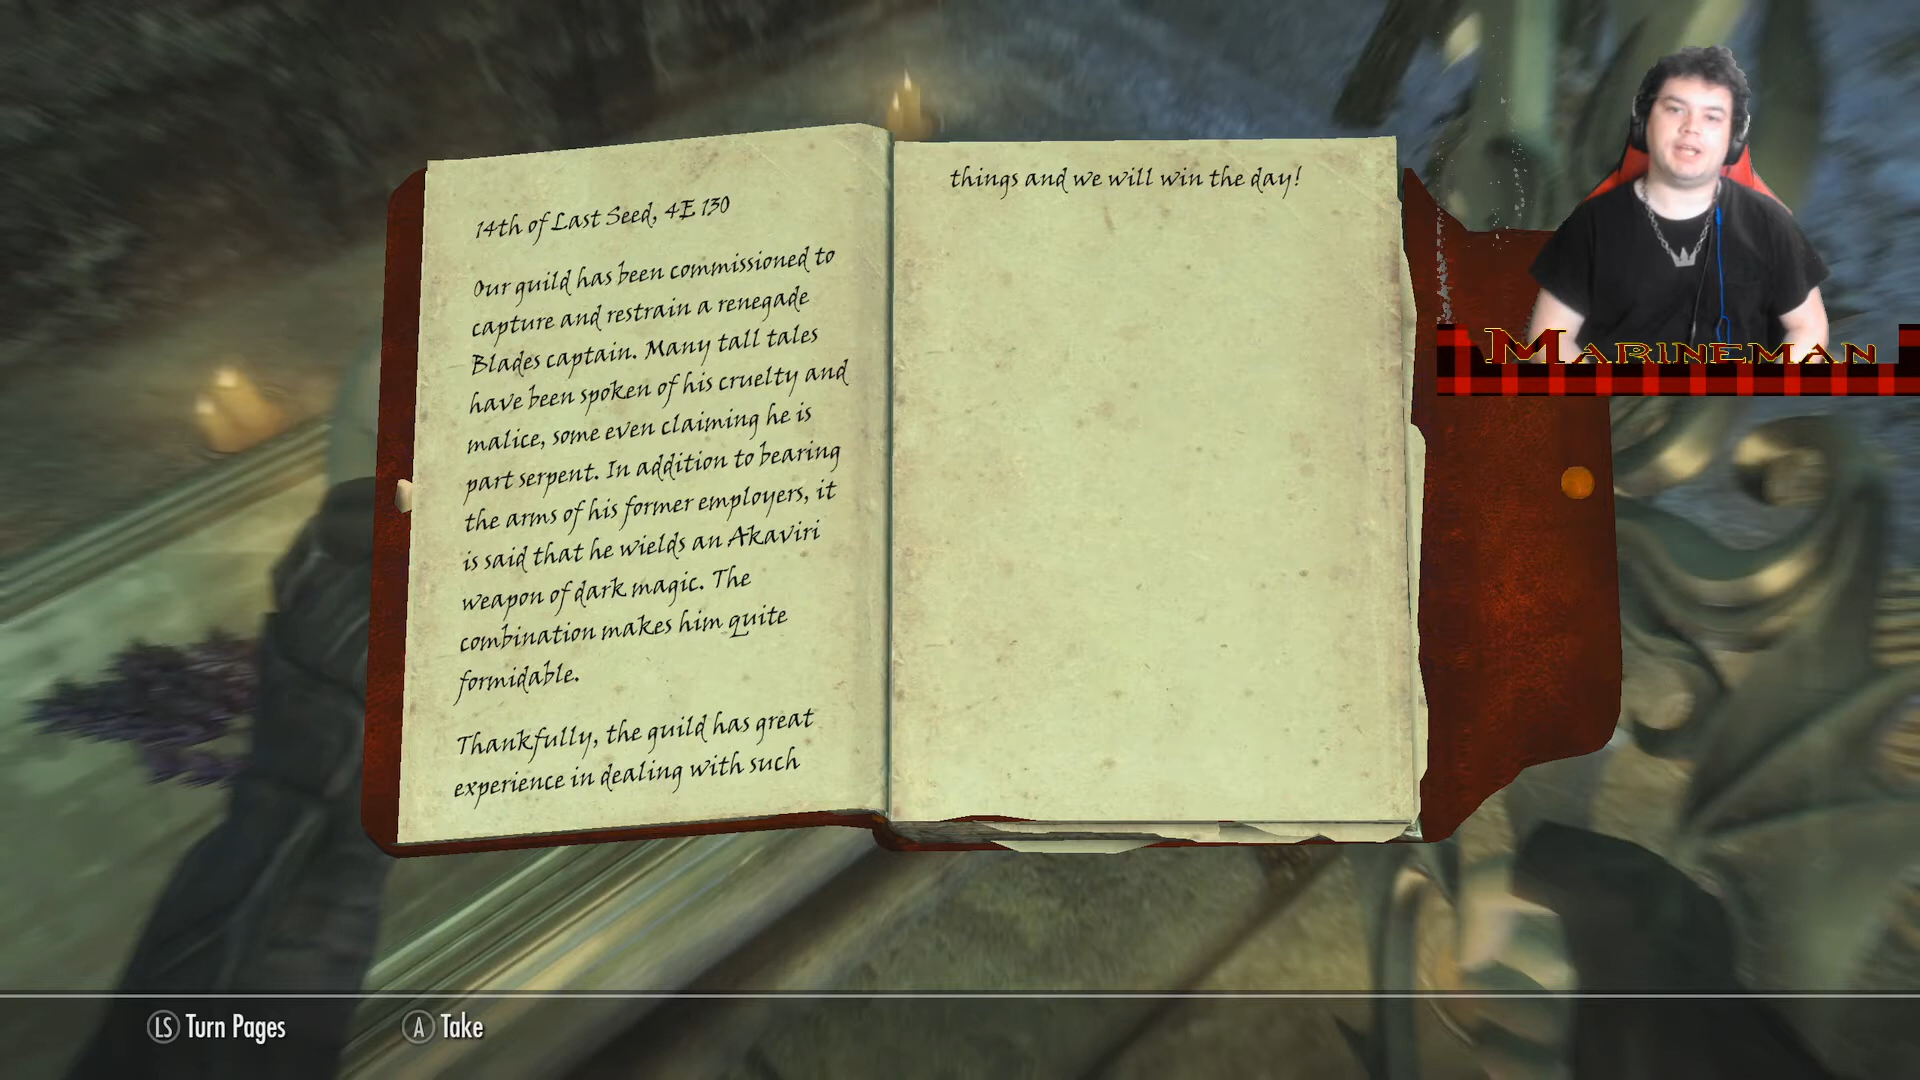 14th of Last Seed, 4E 130
Our guild has been commissioned to
capture and restrain a renegade
Blades captain. Many tall tales
have been spoken of his cruelty and
malice, some even claiming he is
part serpent. In addition to bearing
the arms of his former employers, it
is said that he wields an Akaviri
weapon of dark magic. The
combination makes him quite
formidable.
Thankfully, the guild has great
experience in dealing with such
things and we will win the day!
MARINEMAN
LS Turn Pages
A Take